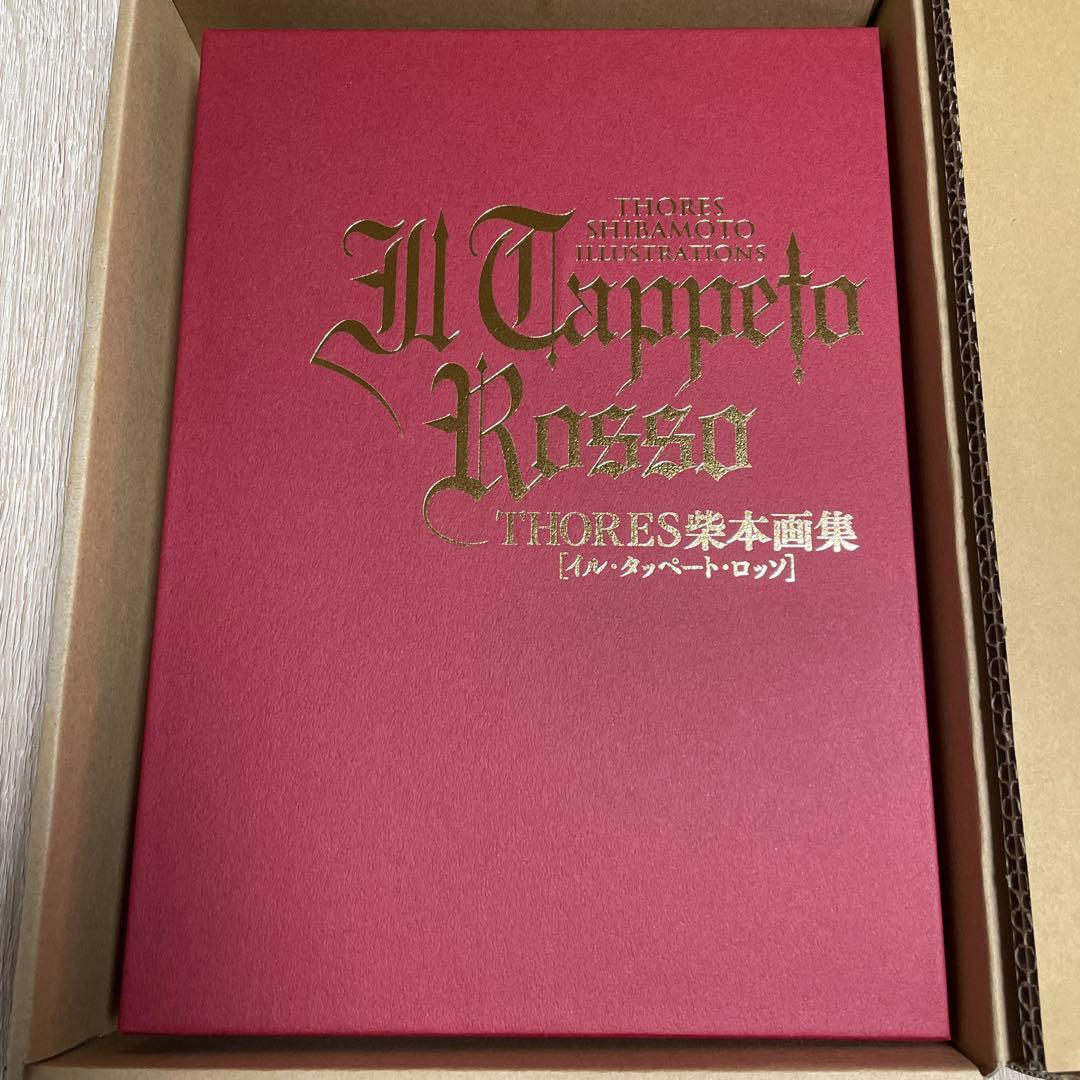 THORES
SHIBAMOTO
ILLUSTRATIONS
Il Tappeto
Rosso
THORES柴本画集
[イル・タッペート・ロッソ]